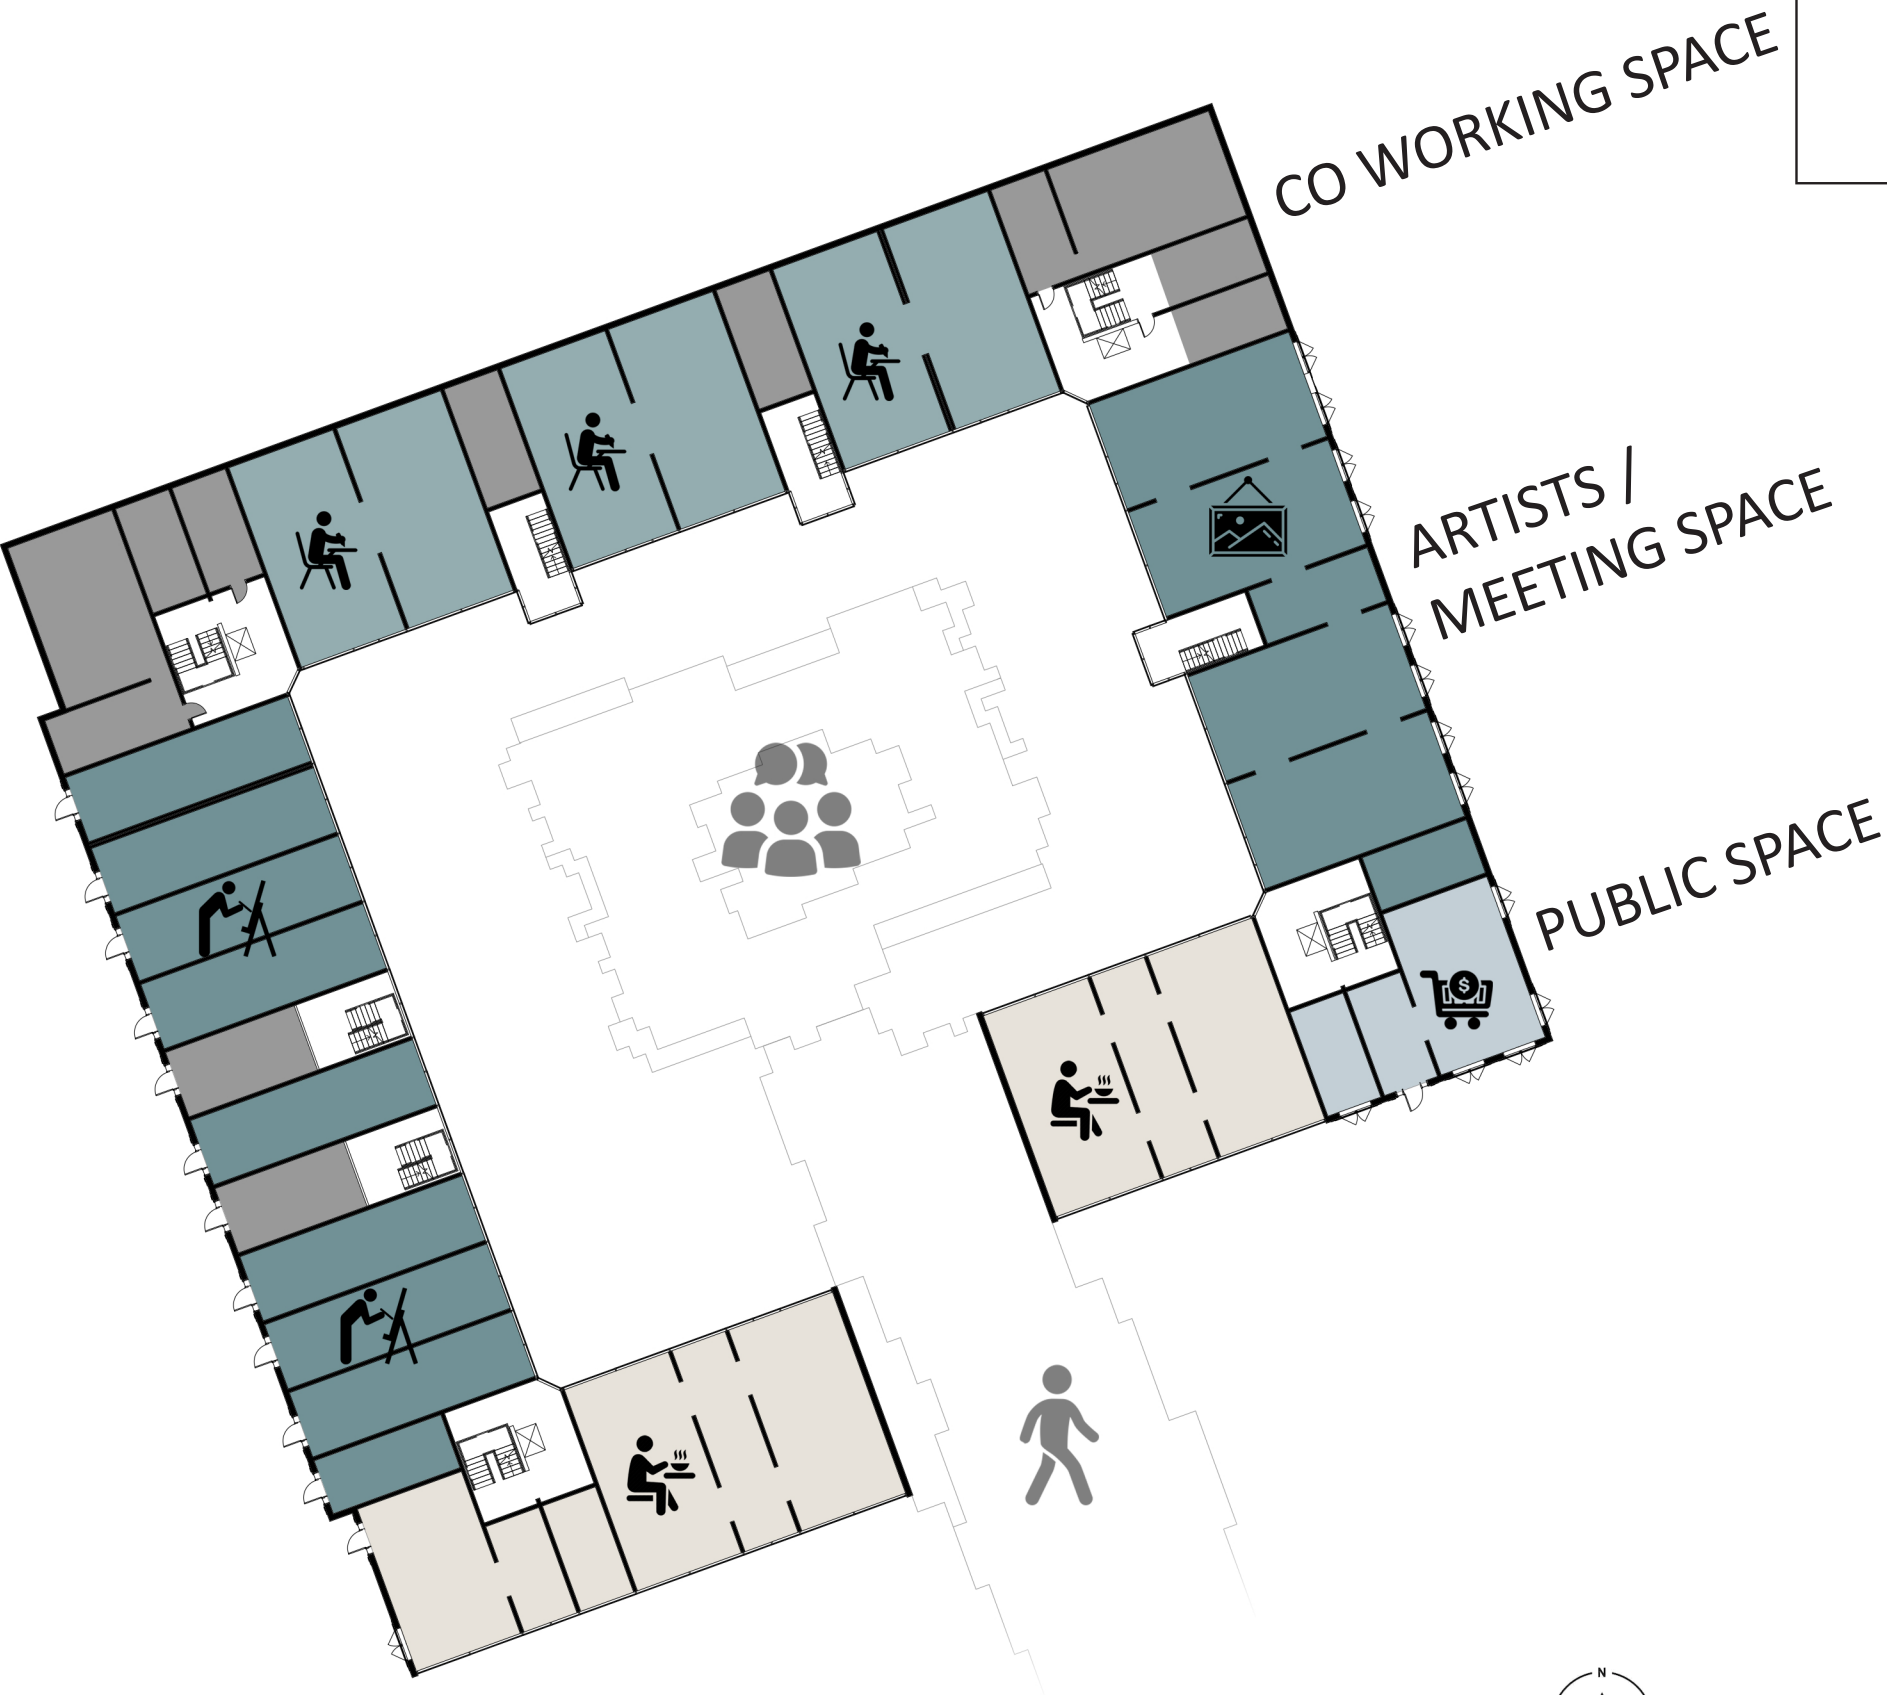 CO WORKING SPACE
ARTISTS /
MEETING SPACE
PUBLIC SPACE
$
N